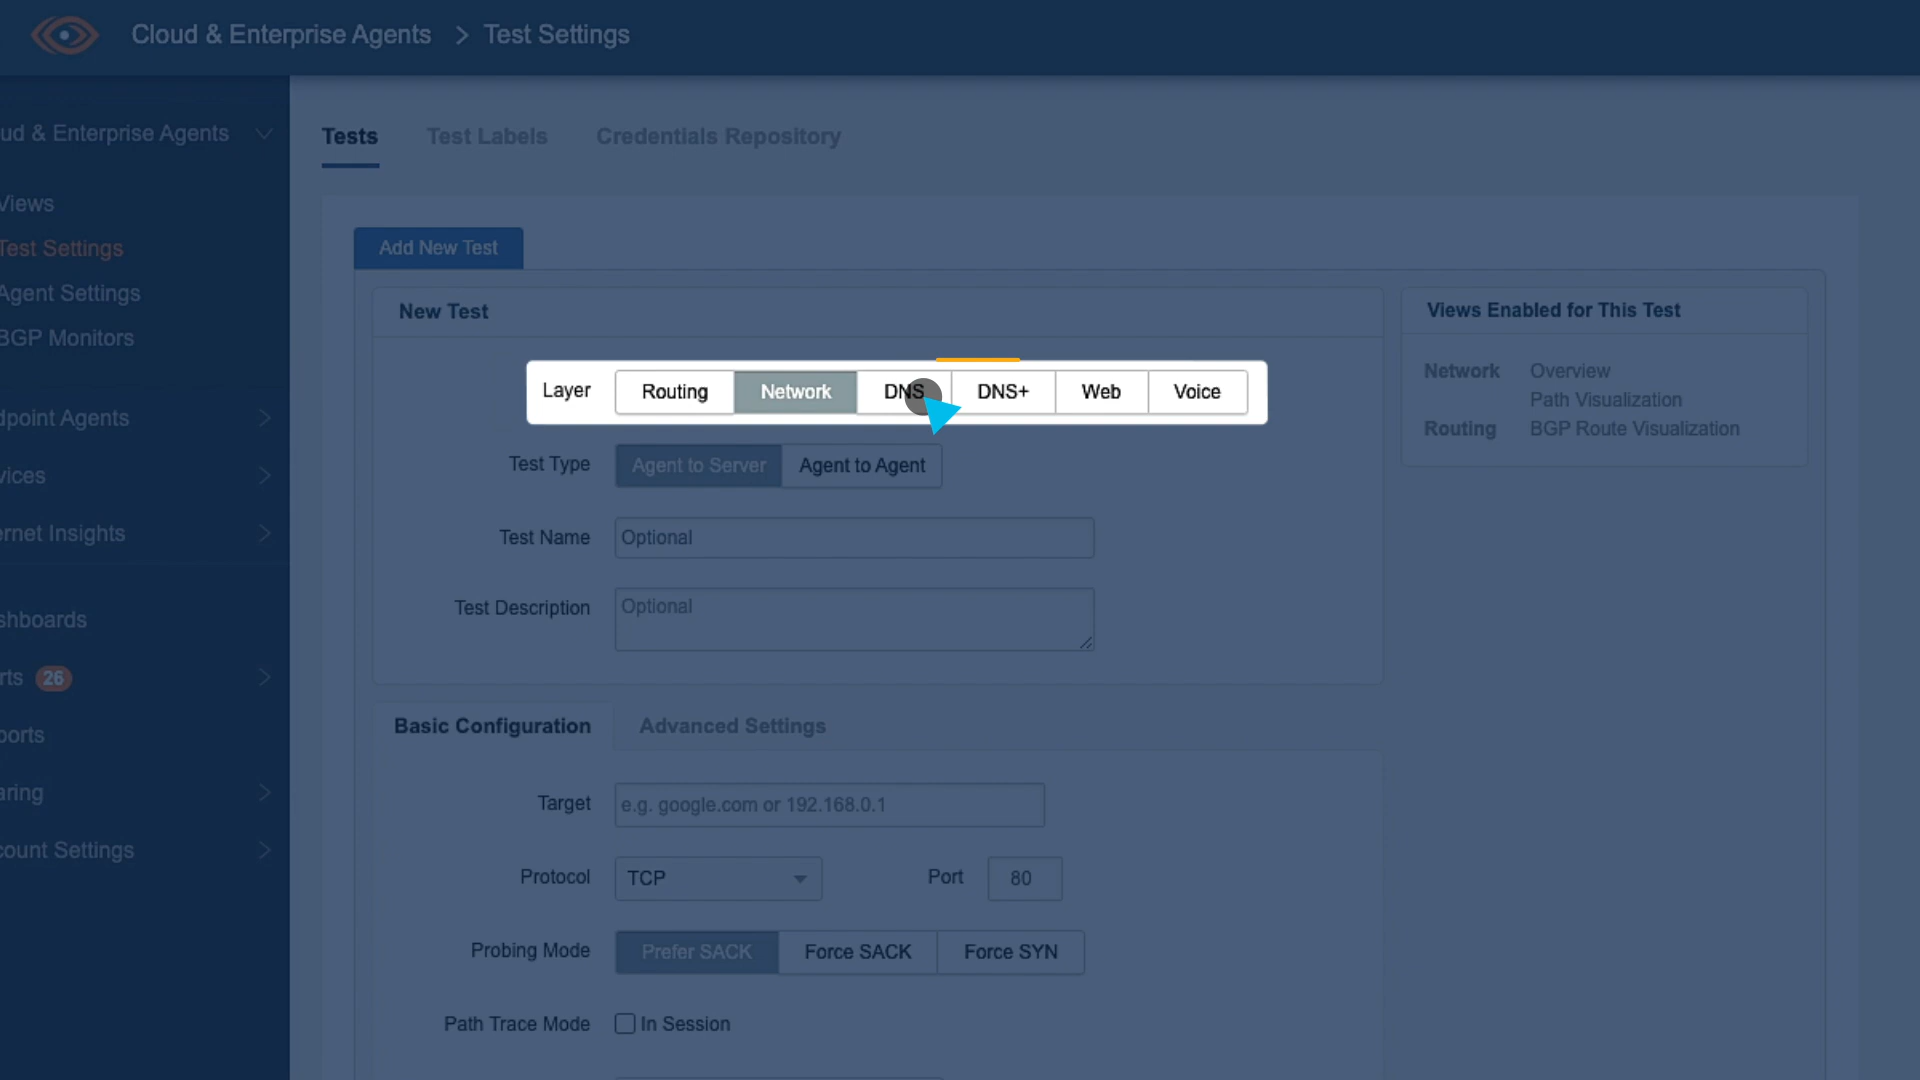 Cloud & Enterprise Agents > Test Settings
ud & Enterprise Agents
Views
Test Settings
Agent Settings
BGP Monitors
dpoint Agents
vices
ernet Insights
shboards
rts 26
ports
aring
count Settings
Tests Test Labels Credentials Repository
Add New Test
New Test
Layer Routing Network DNS DNS+ Web Voice
Test Type Agent to Server Agent to Agent
Test Name Optional
Test Description Optional
Views Enabled for This Test
Network Overview
Path Visualization
Routing BGP Route Visualization
Basic Configuration Advanced Settings
Target e.g. google.com or 192.168.0.1
Protocol TCP Port 80
Probing Mode Prefer SACK Force SACK Force SYN
Path Trace Mode In Session